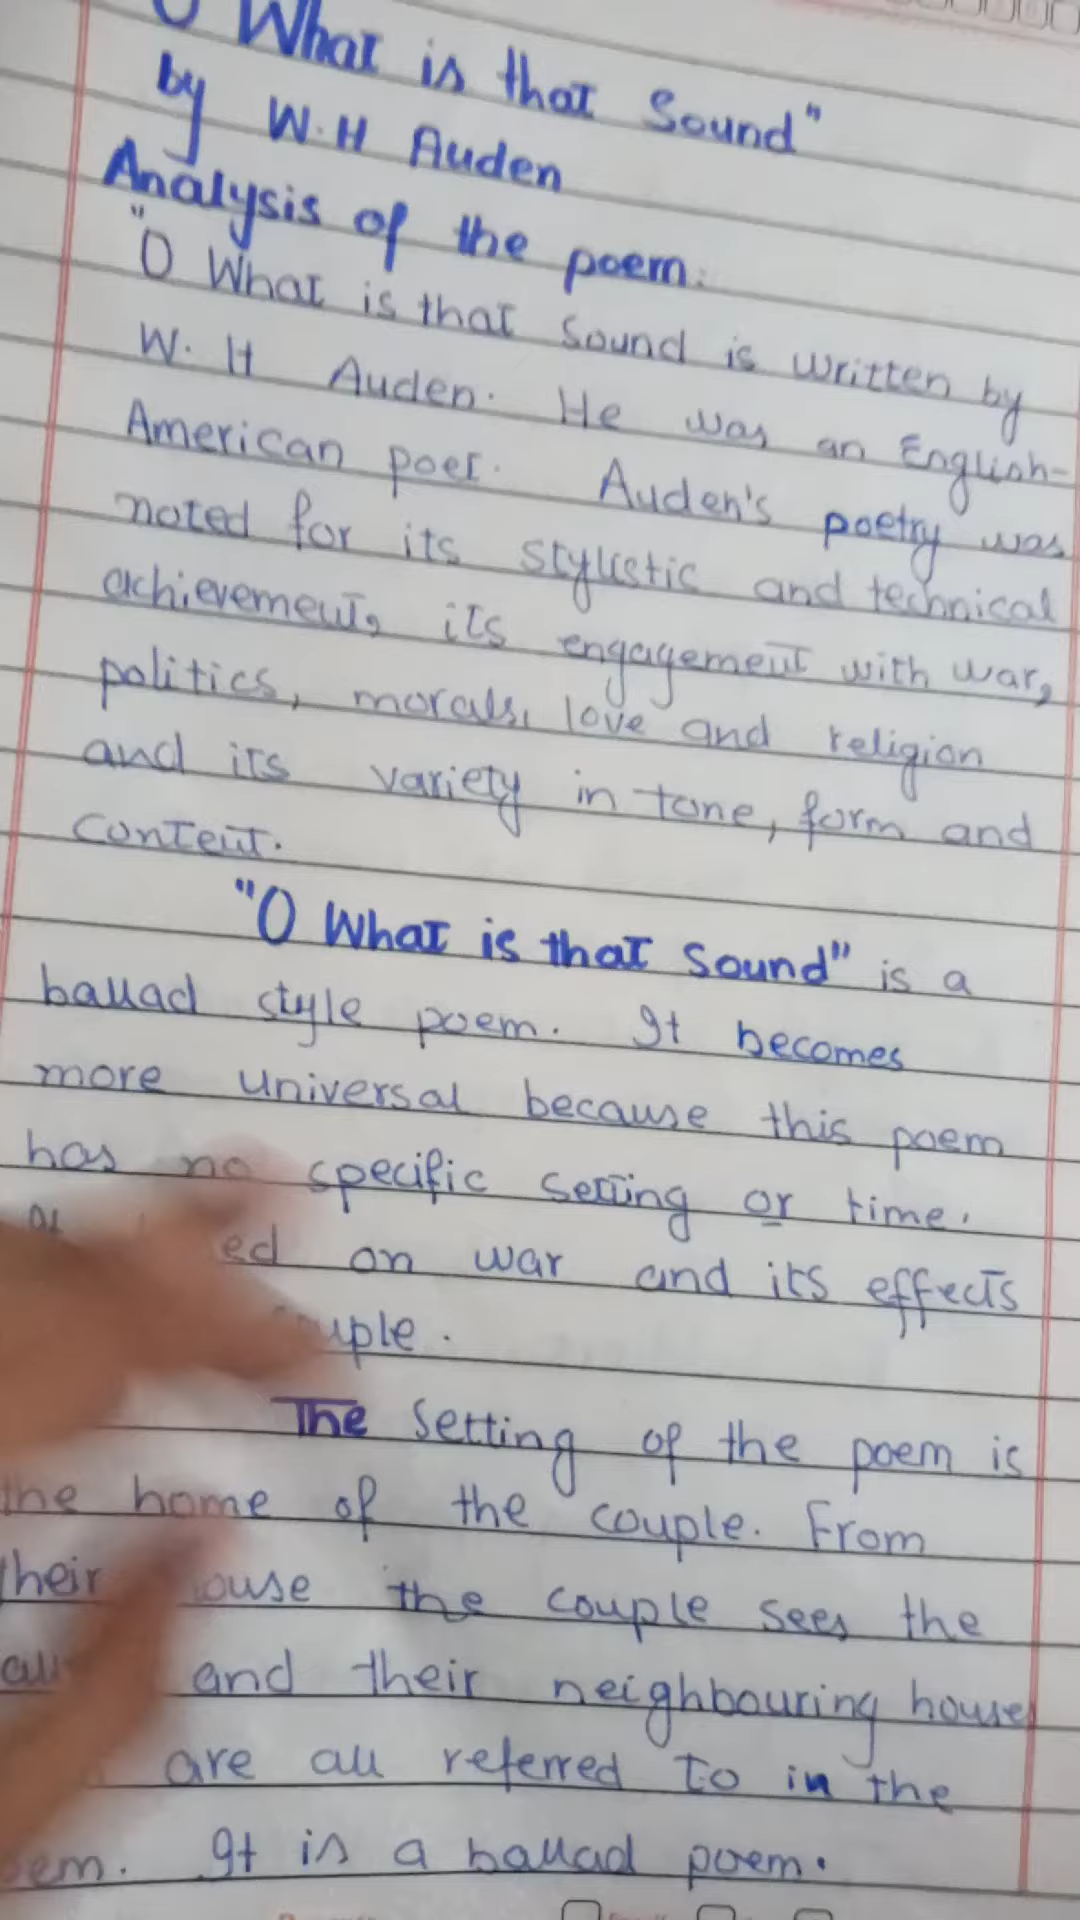 O What is that Sound"
by W.H Auden
Analysis of the poem.
"O What is that Sound is written by
W. H Auden. He was an English-
American poet. Auden's poetry was
noted for its stylistic and technical
achievement, its engagement with war,
politics, morals, love and religion
and its variety in tone, form and
content.
"O What is that Sound" is a
ballad style poem. It becomes
more universal because this poem
has no specific setting or time.
on war and its effects
The setting of the poem is
the home of the couple. From
their house the couple sees the
and their neighbouring house
are all referred to in the
It is a ballad poem.